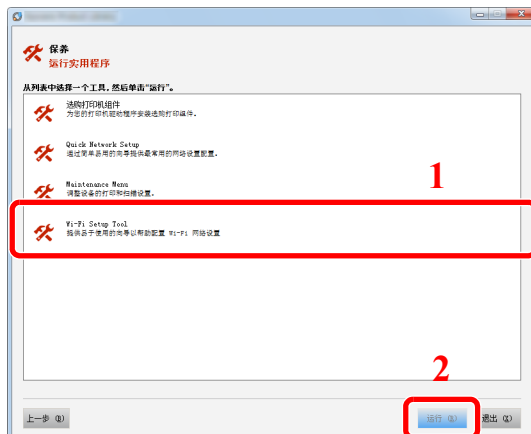 保养
运行实用程序
从列表中选择一个工具，然后单击“运行”。
选购打印机组件
为您的打印机驱动程序安装选购打印组件。
Quick Network Setup
通过简单易用的向导提供最常用的网络设置配置。
Maintenance Menu
调整设备的打印和扫描设置。
1
Wi-Fi Setup Tool
提供易于使用的向导以帮助配置 Wi-Fi 网络设置
2
上一步 (B)
运行 (R)
退出 (X)